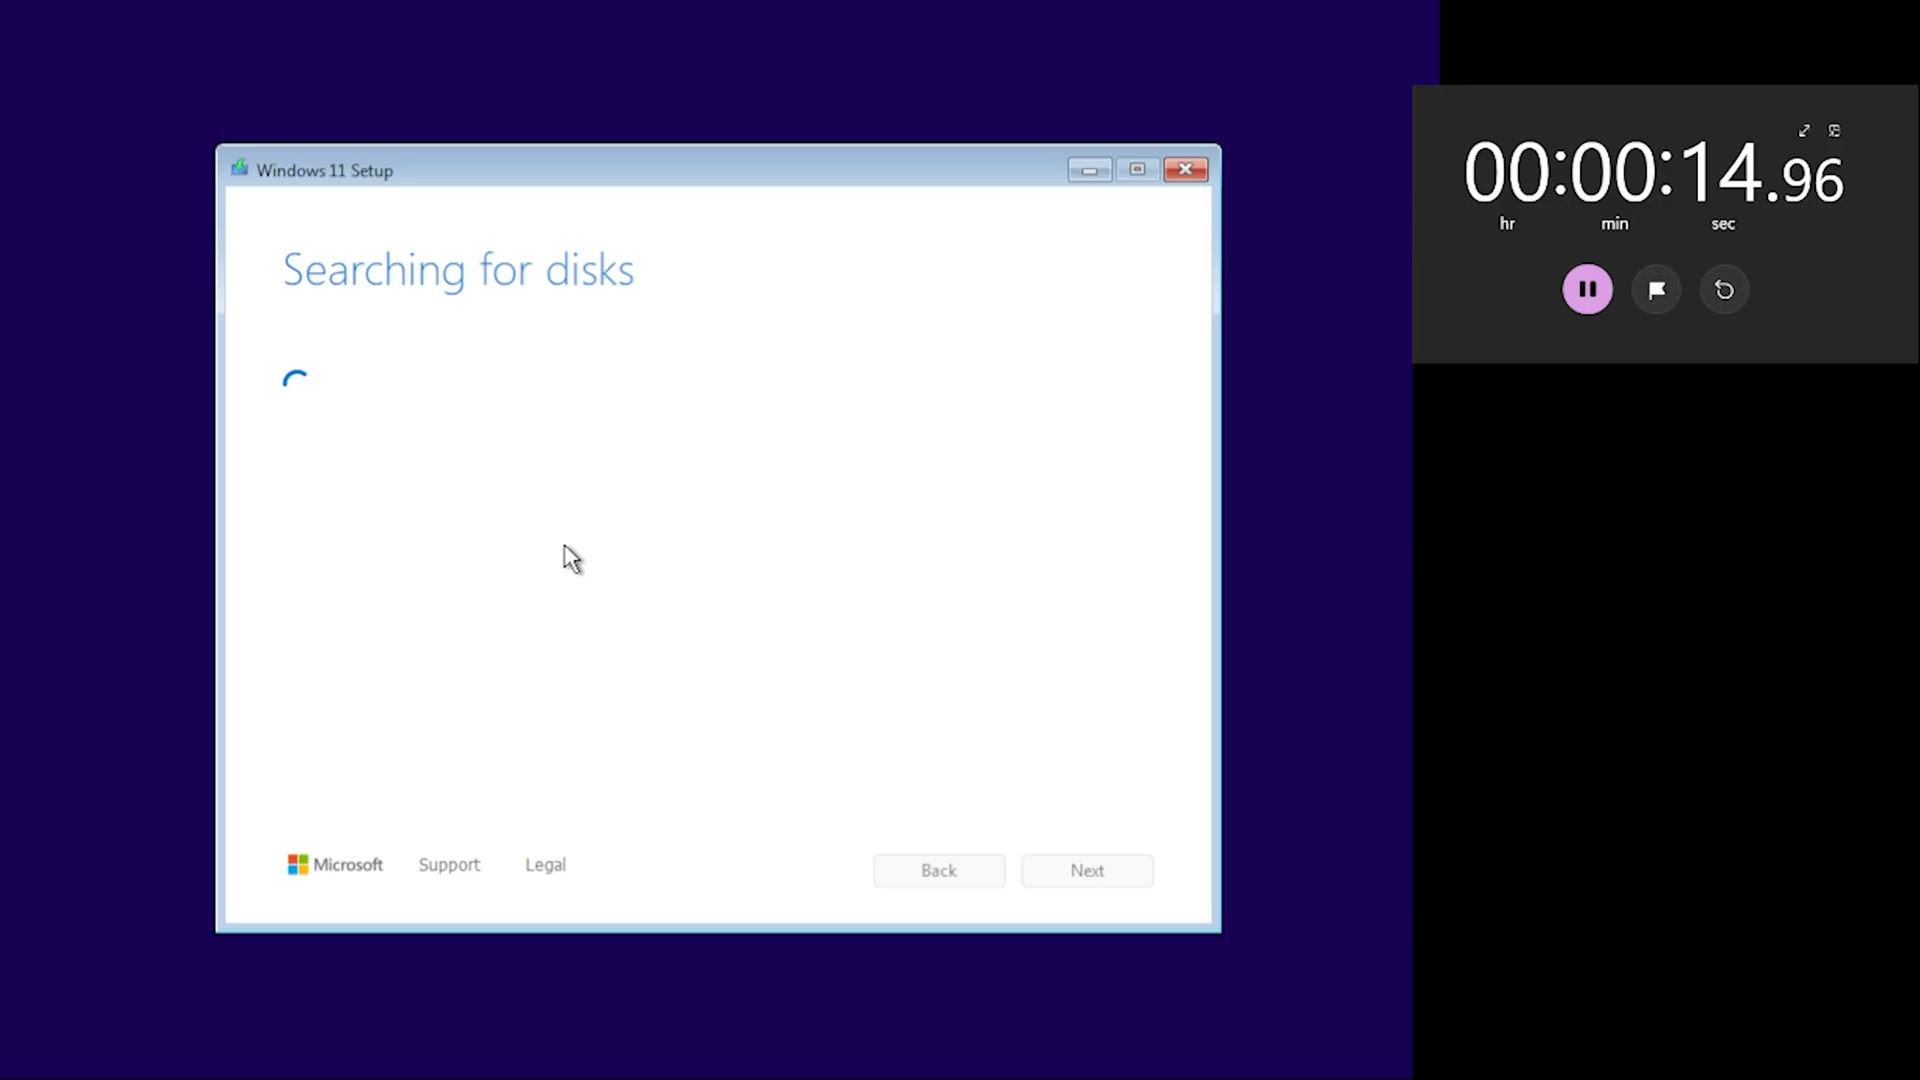 Windows 11 Setup
Searching for disks
Microsoft Support Legal
Back Next
00:00:14.96
hr min sec